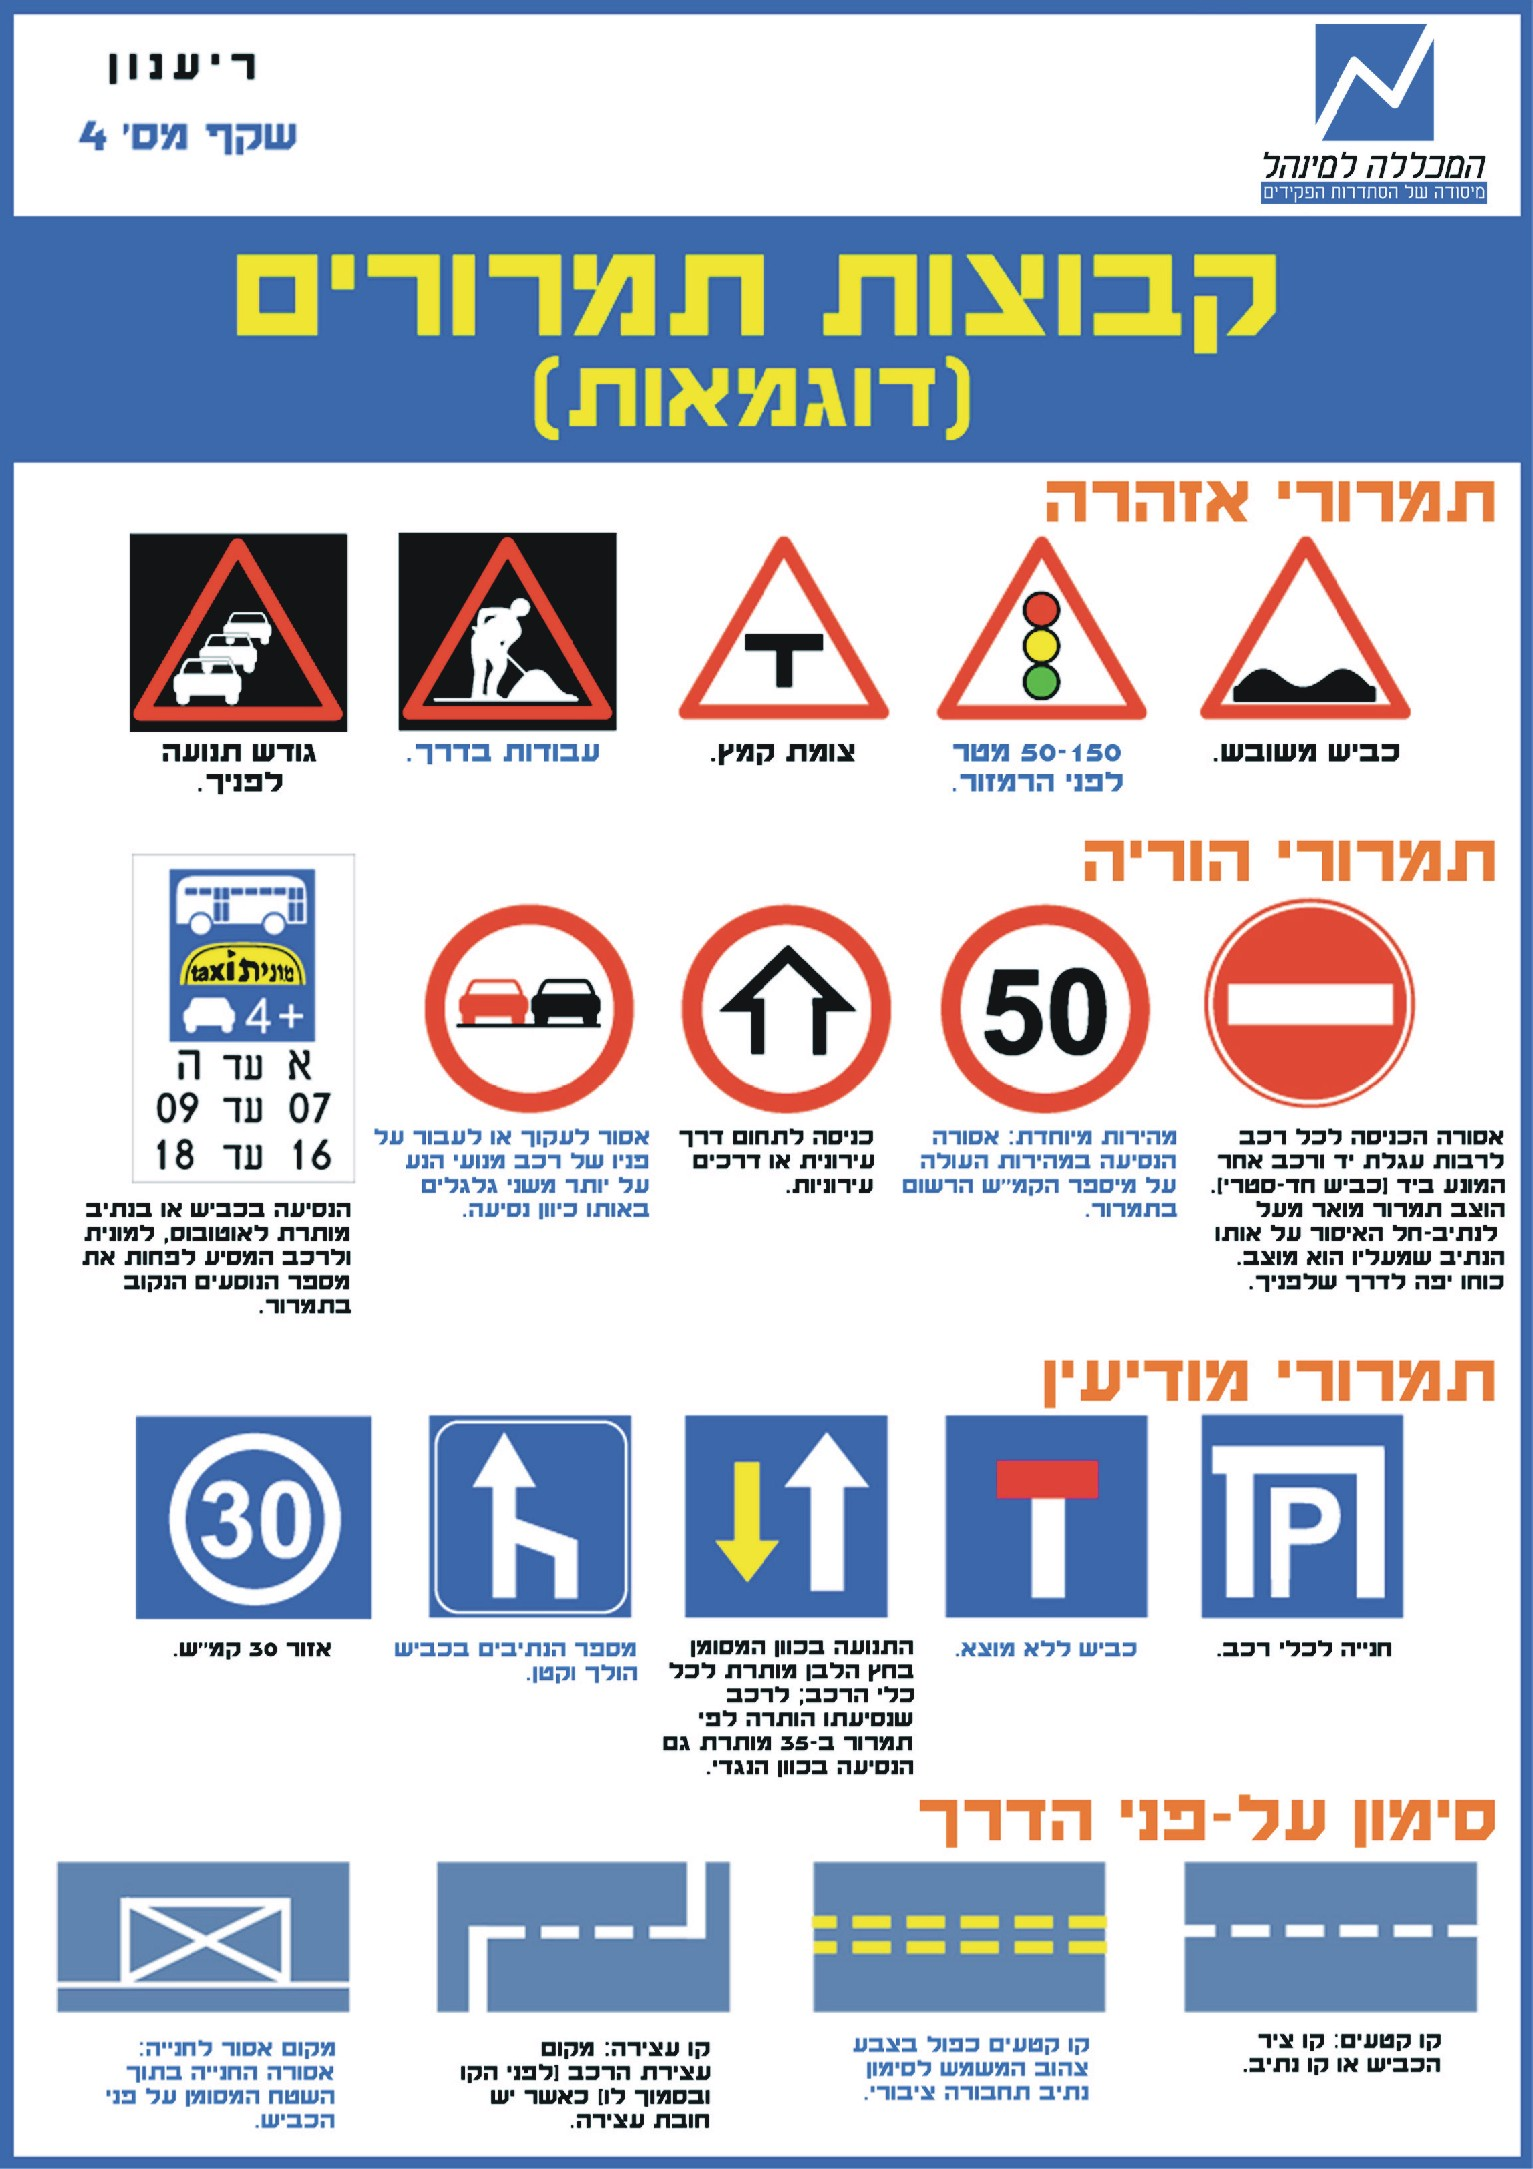 ריענון
שקף מס' 4
המכללה למינהל
מיסודה של הסתדרות הפקידים
קבוצות תמרורים
(דוגמאות)
תמרורי אזהרה
כביש משובש.
50-150 מטר
לפני הרמזור.
צומת קמץ.
עבודות בדרך.
גודש תנועה
לפניך.
תמרורי הוריה
50
טונית taxi
4+
א עד ה
07 עד 09
16 עד 18
אסורה הכניסה לכל רכב
לרבות עגלת יד ורכב אחר
המונע ביד [כביש חד-סטרי].
הוצב תמרור מואר מעל
לנתיב-חל האיסור על אותו
הנתיב שמעליו הוא מוצב.
כוחו יפה לדרך שלפניך.
מהירות מיוחדת: אסורה
הנסיעה במהירות העולה
על מיספר הקמ"ש הרשום
בתמרור.
כניסה לתחום דרך
עירונית או דרכים
עירוניות.
אסור לעקוף או לעבור על
פניו של רכב מנועי הנע
על יותר משני גלגלים
באותו כיוון נסיעה.
הנסיעה בכביש או בנתיב
מותרת לאוטובוס, למונית
ולרכב המסיע לפחות את
מספר הנוסעים הנקוב
בתמרור.
תמרורי מודיעין
P
30
חנייה לכלי רכב.
כביש ללא מוצא.
התנועה בכוון המסומן
בחץ הלבן מותרת לכל
כלי הרכב; לרכב
שנסיעתו הותרה לפי
תמרור ב-35 מותרת גם
הנסיעה בכוון הנגדי.
מספר הנתיבים בכביש
הולך וקטן.
אזור 30 קמ"ש.
סימון על-פני הדרך
קו קטעים: קו ציר
הכביש או קו נתיב.
קו קטעים כפול בצבע
צהוב המשמש לסימון
נתיב תחבורה ציבורי.
קו עצירה: מקום
עצירת הרכב [לפני הקו
ובסמוך לו] כאשר יש
חובת עצירה.
מקום אסור לחנייה:
אסורה החנייה בתוך
השטח המסומן על פני
הכביש.